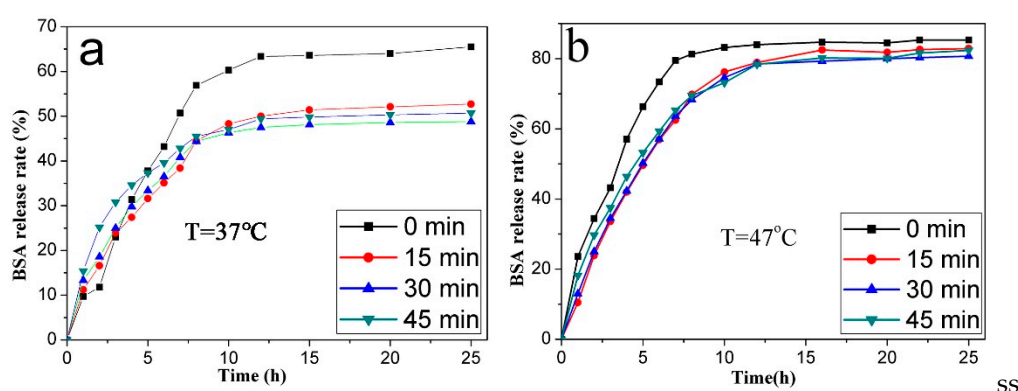 a
BSA release rate (%)
70
60
50
40
30
20
10
0
T=37℃
0 min
15 min
30 min
45 min
0 5 10 15 20 25
Time (h)
b
BSA release rate (%)
80
60
40
20
0
T=47°C
0 min
15 min
30 min
45 min
0 5 10 15 20 25
Time(h)
ss